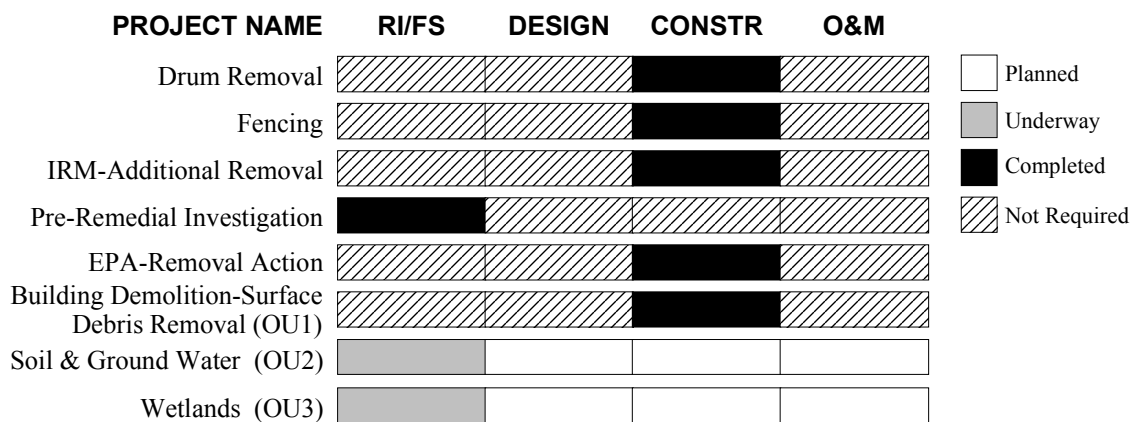 PROJECT NAME RI/FS DESIGN CONSTR O&M
Drum Removal
Planned
Fencing
Underway
IRM-Additional Removal
Completed
Pre-Remedial Investigation
Not Required
EPA-Removal Action
Building Demolition-Surface
Debris Removal (OU1)
Soil & Ground Water (OU2)
Wetlands (OU3)